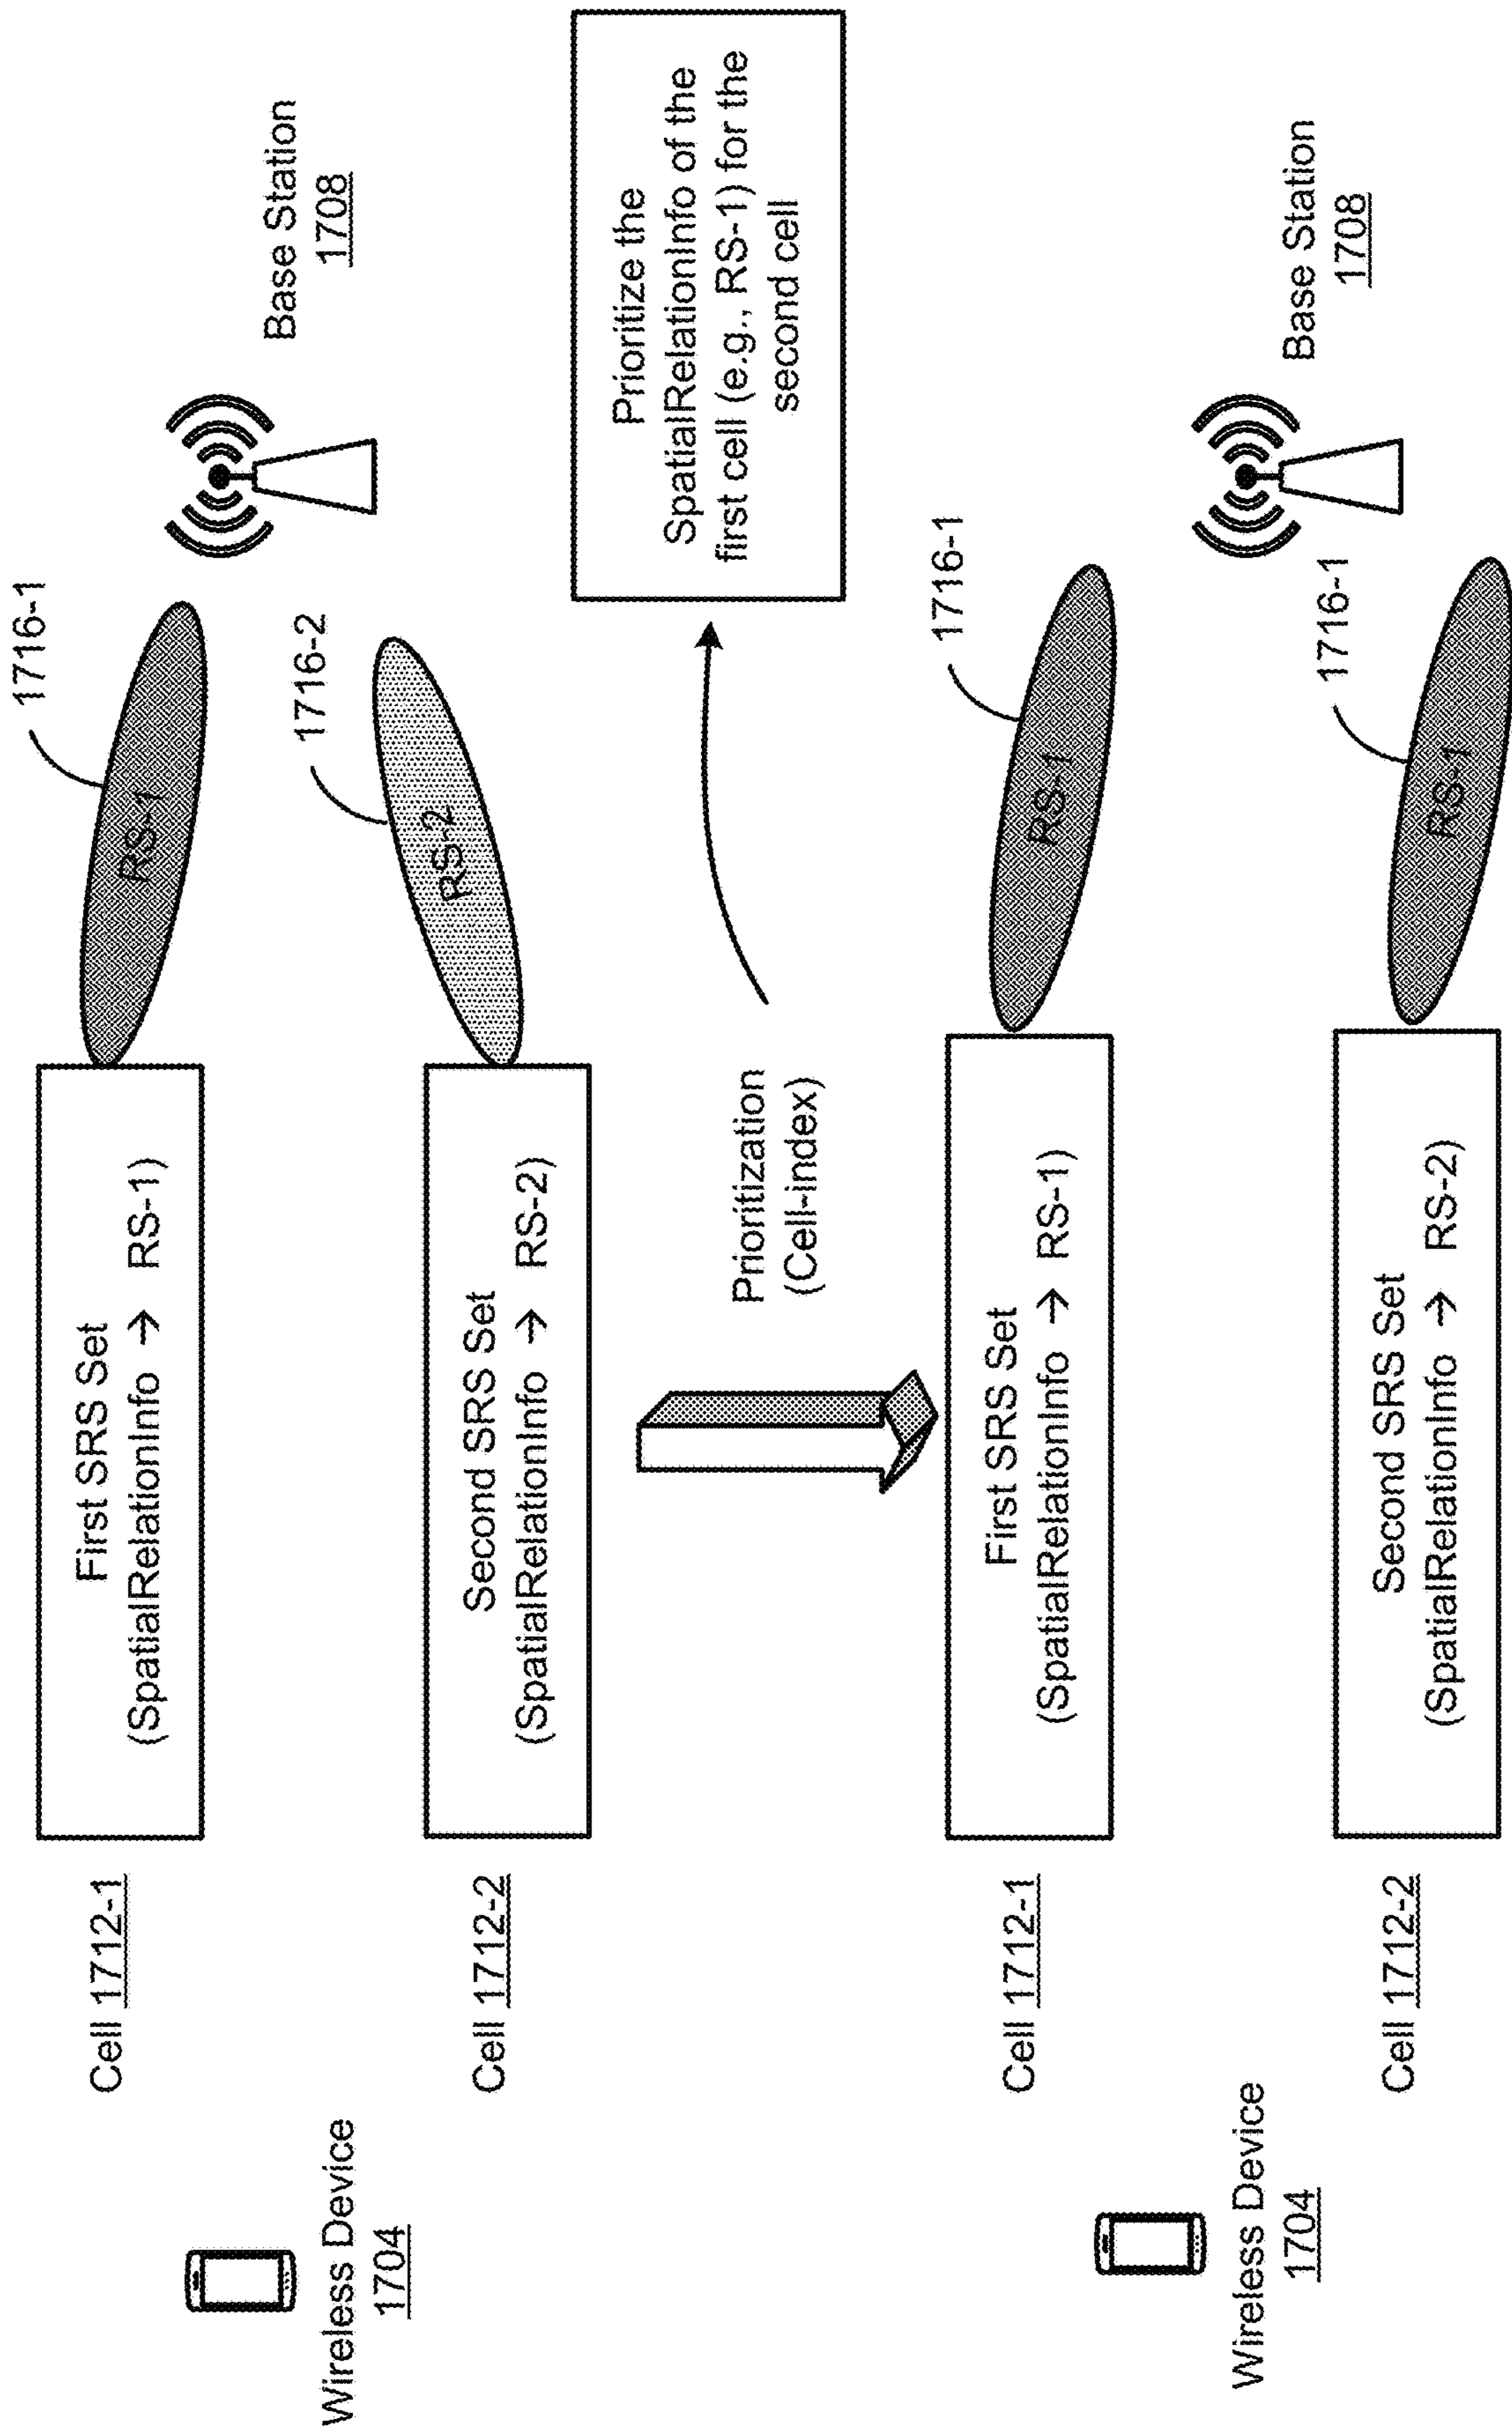 1716-1
Cell 1712-1
First SRS Set
(SpatialRelationInfo → RS-1)
RS-1
Base Station
1708
1716-2
Wireless Device
1704
Cell 1712-2
Second SRS Set
(SpatialRelationInfo → RS-2)
RS-2
Prioritization
(Cell-index)
Prioritize the
SpatialRelationInfo of the
first cell (e.g., RS-1) for the
second cell
1716-1
Cell 1712-1
First SRS Set
(SpatialRelationInfo → RS-1)
RS-1
Base Station
1708
1716-1
Wireless Device
1704
Cell 1712-2
Second SRS Set
(SpatialRelationInfo → RS-2)
RS-1